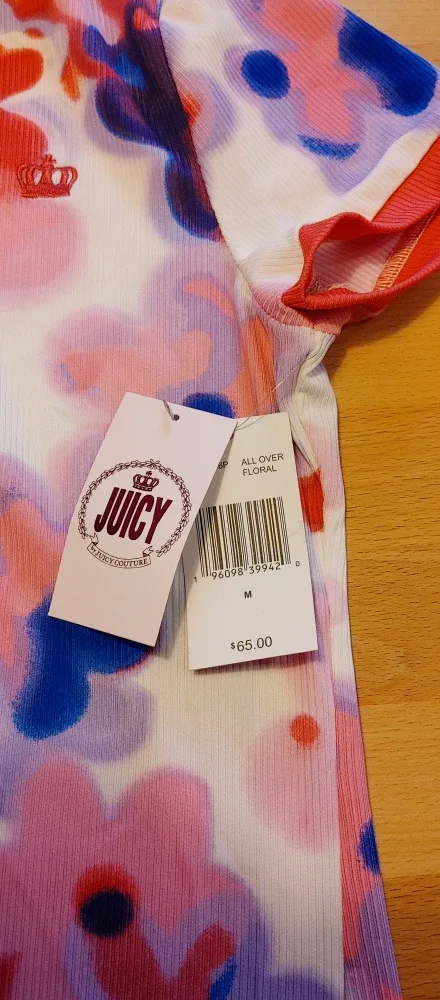 JUICY
by JUICY COUTURE
ALL OVER
FLORAL
1 96098 39942 0
M
$65.00